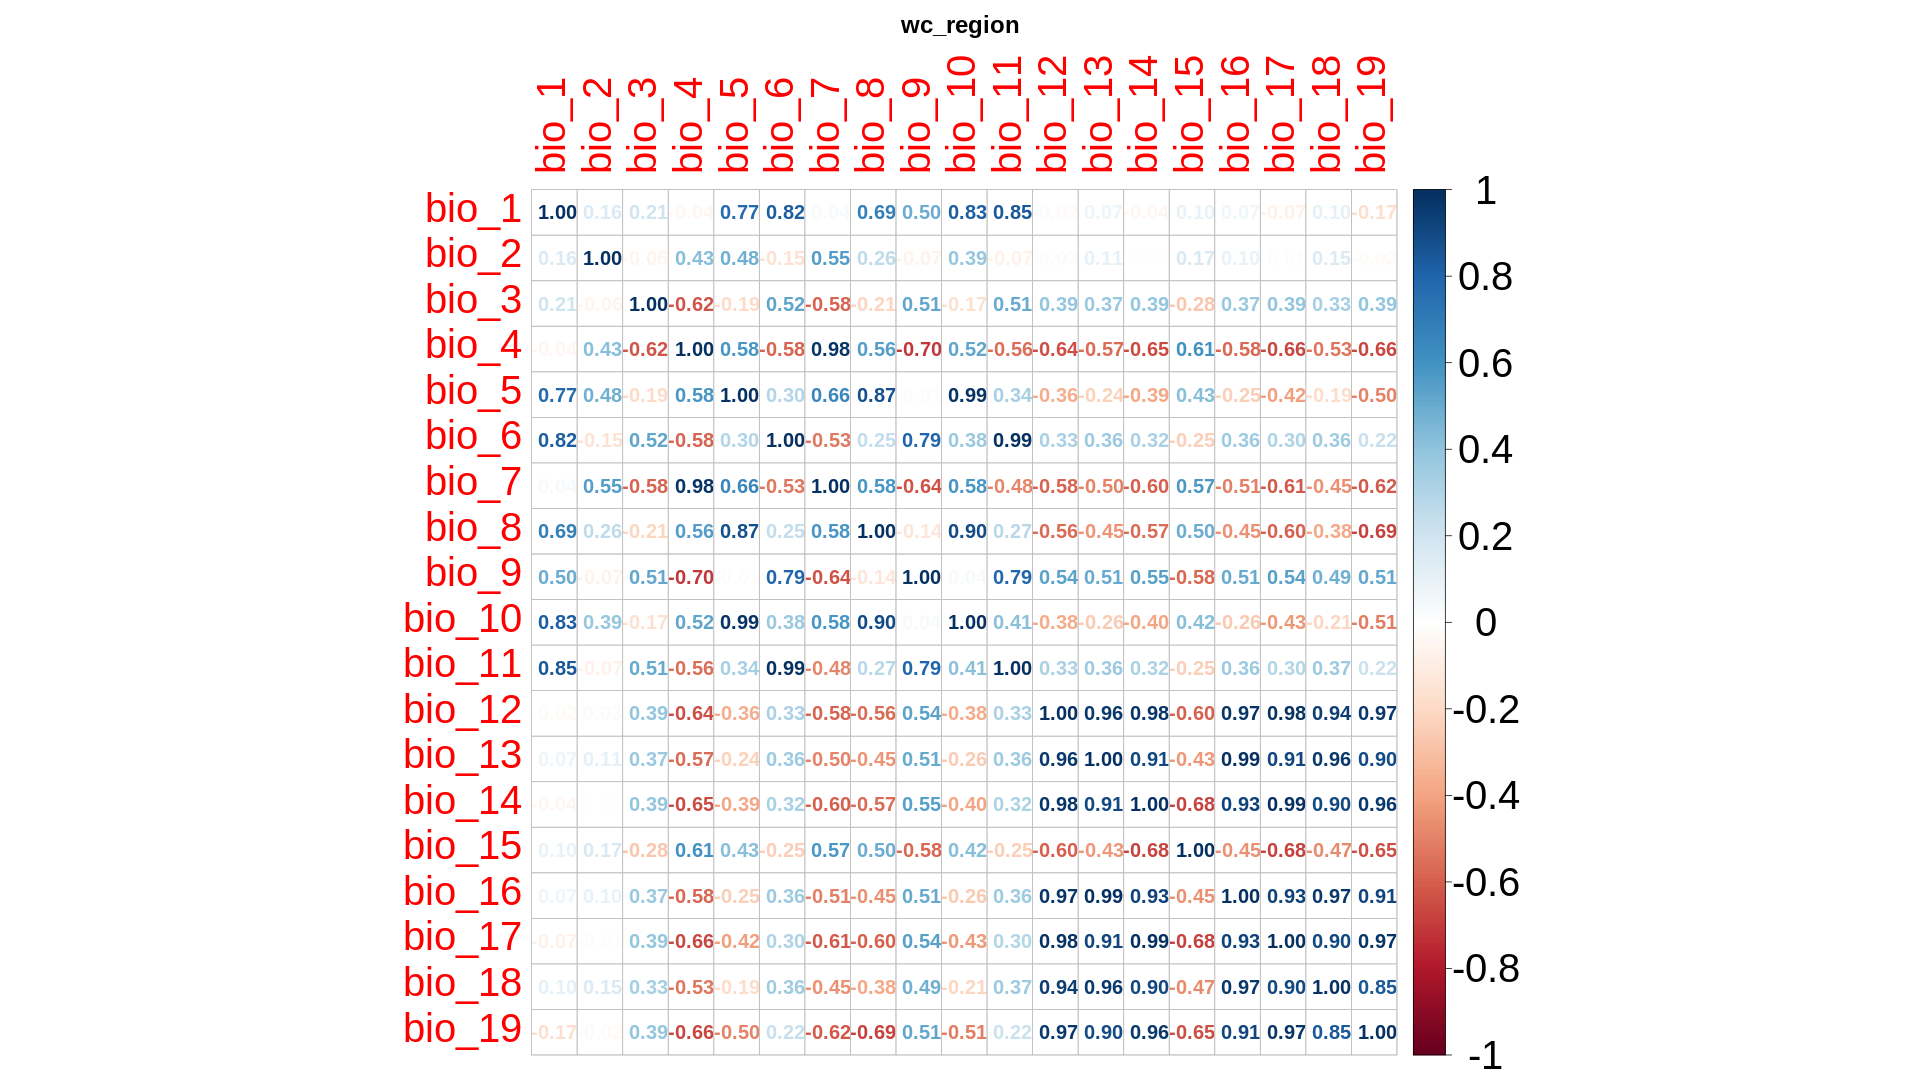 wc_region
bio_1 bio_2 bio_3 bio_4 bio_5 bio_6 bio_7 bio_8 bio_9 bio_10 bio_11 bio_12 bio_13 bio_14 bio_15 bio_16 bio_17 bio_18 bio_19
bio_1 1.00 0.16 0.21 -0.04 0.77 0.82 0.04 0.69 0.50 0.83 0.85 -0.02 0.07 -0.04 0.10 0.07 -0.07 0.10 -0.17
bio_2 0.16 1.00 -0.06 0.43 0.48 -0.15 0.55 0.26 -0.07 0.39 -0.07 0.03 0.11 0.17 0.10 0.15 -0.02
bio_3 0.21 -0.06 1.00 -0.62 -0.19 0.52 -0.58 -0.21 0.51 -0.17 0.51 0.39 0.37 0.39 -0.28 0.37 0.39 0.33 0.39
bio_4 -0.04 0.43 -0.62 1.00 0.58 -0.58 0.98 0.56 -0.70 0.52 -0.56 -0.64 -0.57 -0.65 0.61 -0.58 -0.66 -0.53 -0.66
bio_5 0.77 0.48 -0.19 0.58 1.00 0.30 0.66 0.87 0.99 0.34 -0.36 -0.24 -0.39 0.43 -0.25 -0.42 -0.19 -0.50
bio_6 0.82 -0.15 0.52 -0.58 0.30 1.00 -0.53 0.25 0.79 0.38 0.99 0.33 0.36 0.32 -0.25 0.36 0.30 0.36 0.22
bio_7 0.04 0.55 -0.58 0.98 0.66 -0.53 1.00 0.58 -0.64 0.58 -0.48 -0.58 -0.50 -0.60 0.57 -0.51 -0.61 -0.45 -0.62
bio_8 0.69 0.26 -0.21 0.56 0.87 0.25 0.58 1.00 -0.14 0.90 0.27 -0.56 -0.45 -0.57 0.50 -0.45 -0.60 -0.38 -0.69
bio_9 0.50 -0.07 0.51 -0.70 0.79 -0.64 -0.14 1.00 0.04 0.79 0.54 0.51 0.55 -0.58 0.51 0.54 0.49 0.51
bio_10 0.83 0.39 -0.17 0.52 0.99 0.38 0.58 0.90 0.04 1.00 0.41 -0.38 -0.26 -0.40 0.42 -0.26 -0.43 -0.21 -0.51
bio_11 0.85 -0.07 0.51 -0.56 0.34 0.99 -0.48 0.27 0.79 0.41 1.00 0.33 0.36 0.32 -0.25 0.36 0.30 0.37 0.22
bio_12 -0.02 0.03 0.39 -0.64 -0.36 0.33 -0.58 -0.56 0.54 -0.38 0.33 1.00 0.96 0.98 -0.60 0.97 0.98 0.94 0.97
bio_13 0.07 0.11 0.37 -0.57 -0.24 0.36 -0.50 -0.45 0.51 -0.26 0.36 0.96 1.00 0.91 -0.43 0.99 0.91 0.96 0.90
bio_14 -0.04 0.39 -0.65 -0.39 0.32 -0.60 -0.57 0.55 -0.40 0.32 0.98 0.91 1.00 -0.68 0.93 0.99 0.90 0.96
bio_15 0.10 0.17 -0.28 0.61 0.43 -0.25 0.57 0.50 -0.58 0.42 -0.25 -0.60 -0.43 -0.68 1.00 -0.45 -0.68 -0.47 -0.65
bio_16 0.07 0.10 0.37 -0.58 -0.25 0.36 -0.51 -0.45 0.51 -0.26 0.36 0.97 0.99 0.93 -0.45 1.00 0.93 0.97 0.91
bio_17 -0.07 0.39 -0.66 -0.42 0.30 -0.61 -0.60 0.54 -0.43 0.30 0.98 0.91 0.99 -0.68 0.93 1.00 0.90 0.97
bio_18 0.10 0.15 0.33 -0.53 -0.19 0.36 -0.45 -0.38 0.49 -0.21 0.37 0.94 0.96 0.90 -0.47 0.97 0.90 1.00 0.85
bio_19 -0.17 -0.02 0.39 -0.66 -0.50 0.22 -0.62 -0.69 0.51 -0.51 0.22 0.97 0.90 0.96 -0.65 0.91 0.97 0.85 1.00
1
0.8
0.6
0.4
0.2
0
-0.2
-0.4
-0.6
-0.8
-1